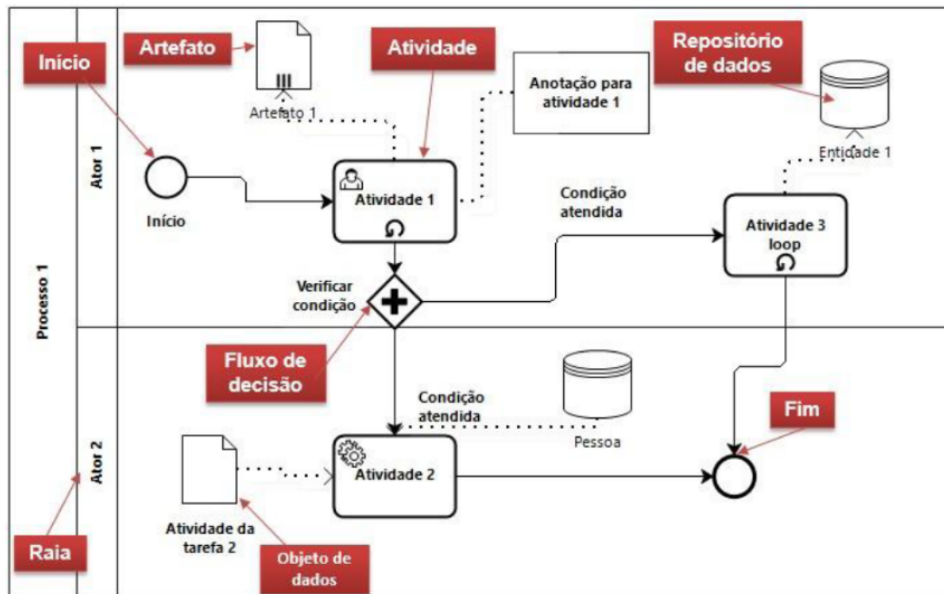 Início
Artefato
Atividade
Repositório
de dados
Anotação para
atividade 1
Artefato 1
Entidade 1
Ator 1
Início
Atividade 1
Condição
atendida
Atividade 3
loop
Verificar
condição
Processo 1
Fluxo de
decisão
Condição
atendida
Pessoa
Fim
Ator 2
Atividade 2
Atividade da
tarefa 2
Raia
Objeto de
dados